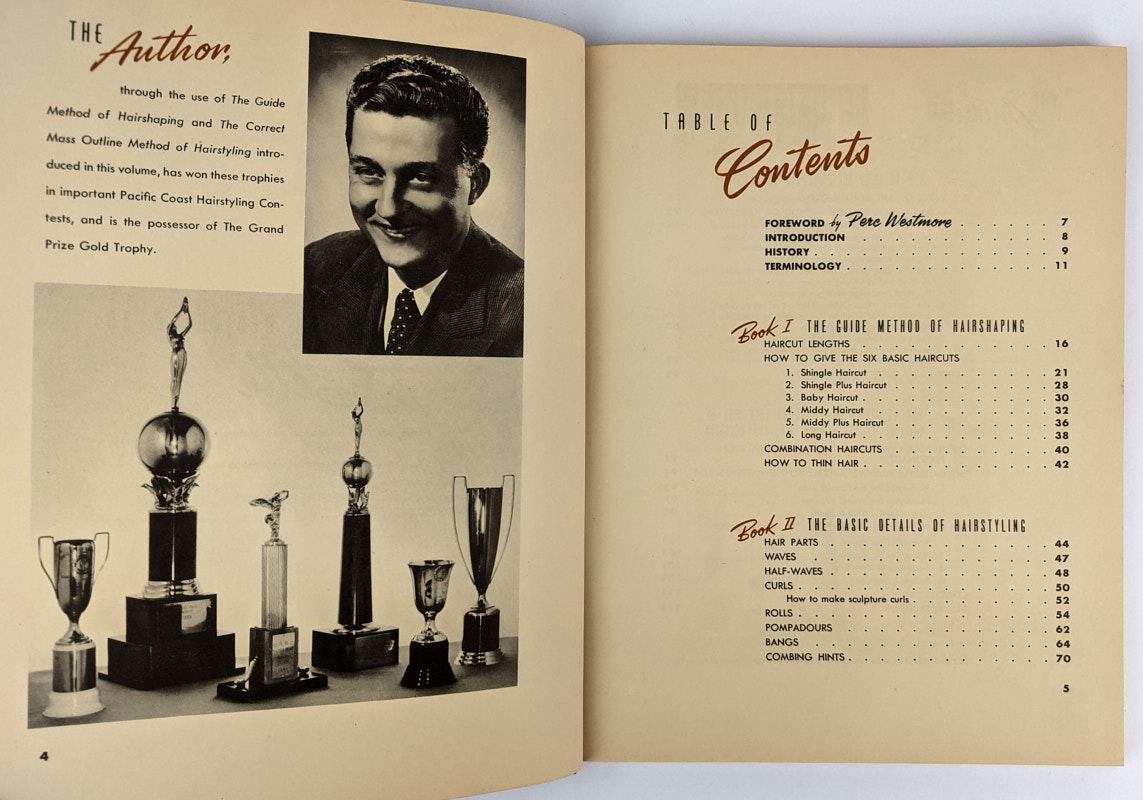 THE
Author,
through the use of The Guide
Method of Hairshaping and The Correct
Mass Outline Method of Hairstyling intro-
duced in this volume, has won these trophies
in important Pacific Coast Hairstyling Con-
tests, and is the possessor of The Grand
Prize Gold Trophy.
4
TABLE OF
Contents
FOREWORD by Perc Westmore . . . . . . 7
INTRODUCTION . . . . . . . . . . . . 8
HISTORY . . . . . . . . . . . . . . . 9
TERMINOLOGY . . . . . . . . . . . . . 11
Book I THE GUIDE METHOD OF HAIRSHAPING
HAIRCUT LENGTHS . . . . . . . . . . . 16
HOW TO GIVE THE SIX BASIC HAIRCUTS
1. Shingle Haircut . . . . . . . . . . . 21
2. Shingle Plus Haircut . . . . . . . . . . 28
3. Baby Haircut . . . . . . . . . . . . 30
4. Middy Haircut . . . . . . . . . . . 32
5. Middy Plus Haircut . . . . . . . . . . 36
6. Long Haircut . . . . . . . . . . . . 38
COMBINATION HAIRCUTS . . . . . . . . . . 40
HOW TO THIN HAIR . . . . . . . . . . . . 42
Book II THE BASIC DETAILS OF HAIRSTYLING
HAIR PARTS . . . . . . . . . . . . . 44
WAVES . . . . . . . . . . . . . . 47
HALF-WAVES . . . . . . . . . . . . . 48
CURLS . . . . . . . . . . . . . . . 50
How to make sculpture curls . . . . . . . . . 52
ROLLS . . . . . . . . . . . . . . . 54
POMPADOURS . . . . . . . . . . . . 62
BANGS . . . . . . . . . . . . . . 64
COMBING HINTS . . . . . . . . . . . . 70
5